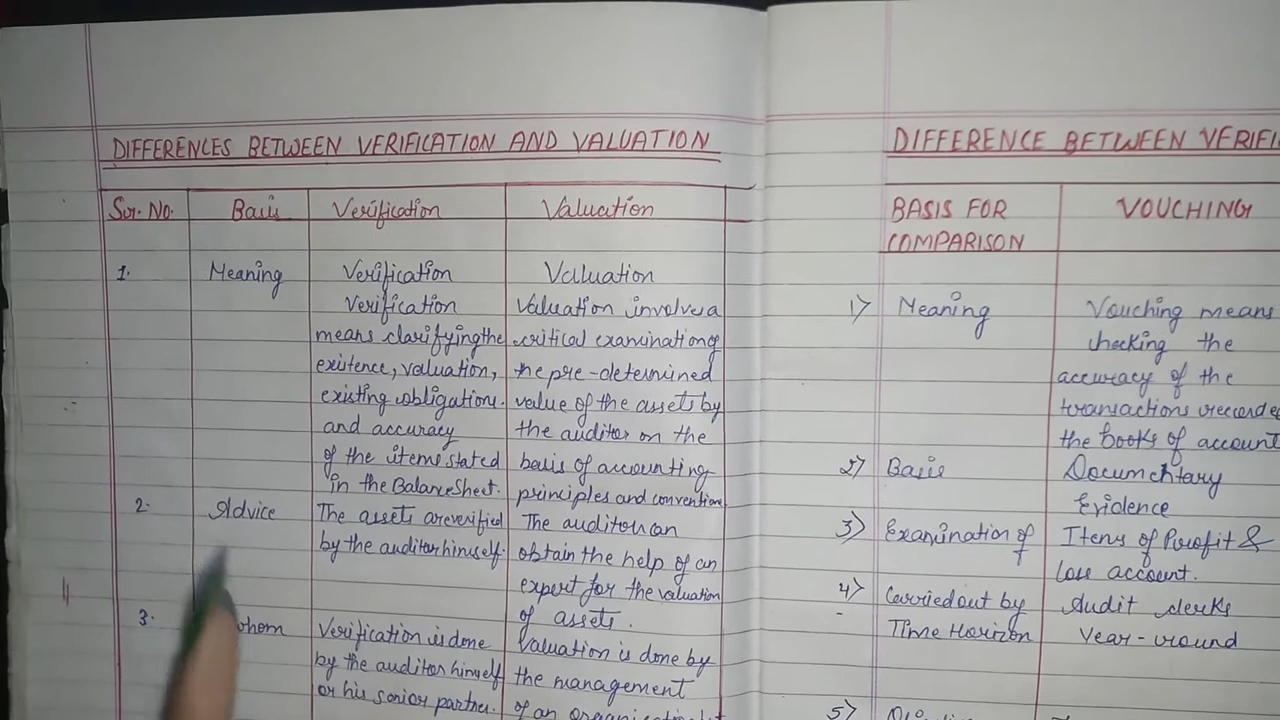 DIFFERENCES BETWEEN VERIFICATION AND VALUATION
Sr. No. Basis Verification Valuation
1. Meaning Verification Valuation
Verification Valuation involve a
means clarifying the critical examination of
existence, valuation, the pre-determined
existing obligations. value of the assets by
and accuracy the auditor on the
of the items stated basis of accounting
in the Balance Sheet. principles and convention
2. Advice The assets are verified The auditor can
by the auditor himself. obtain the help of an
expert for the valuation
of assets.
3. whom Verification is done Valuation is done by
by the auditor himself the management
or his senior partner. of an
DIFFERENCE BETWEEN VERIFI
BASIS FOR VOUCHING
COMPARISON
1) Meaning Vouching means
checking the
accuracy of the
transactions recorded
the books of account
2) Basis Documentary
Evidence
3) Examination of Items of Profit &
Loss account.
4) Carried out by Audit clerks
- Time Horizon Year-round
5)